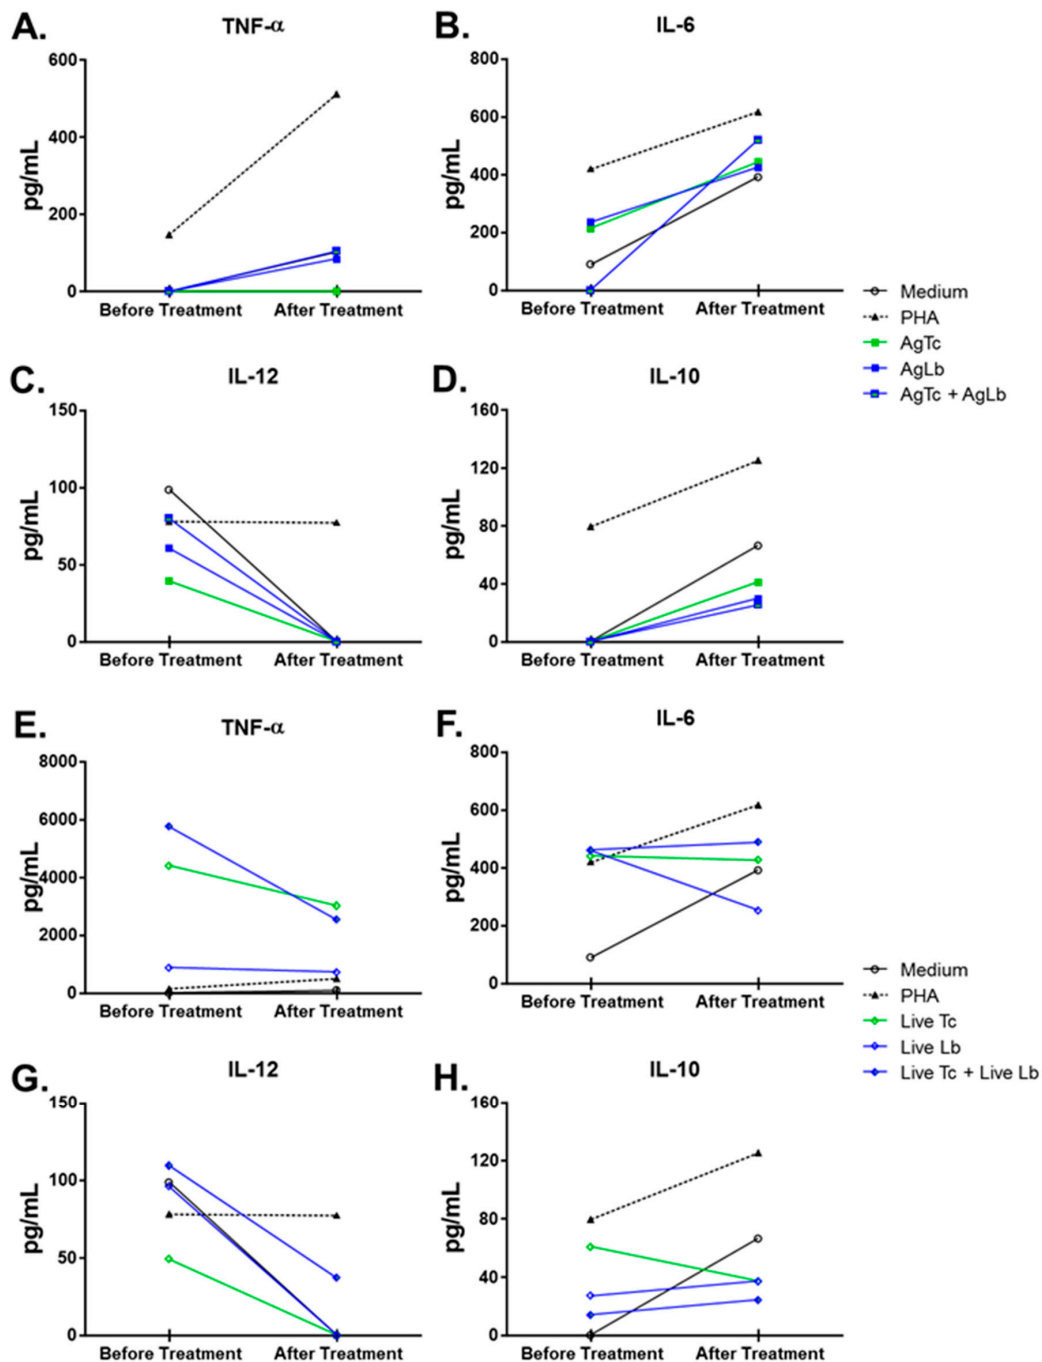 A. TNF-α
600
400
200
0
pg/mL
Before Treatment After Treatment
B. IL-6
800
600
400
200
0
pg/mL
Before Treatment After Treatment
Medium
PHA
AgTc
AgLb
AgTc + AgLb
C. IL-12
150
100
50
0
pg/mL
Before Treatment After Treatment
D. IL-10
160
120
80
40
0
pg/mL
Before Treatment After Treatment
E. TNF-α
8000
6000
4000
2000
0
pg/mL
Before Treatment After Treatment
F. IL-6
800
600
400
200
0
pg/mL
Before Treatment After Treatment
Medium
PHA
Live Tc
Live Lb
Live Tc + Live Lb
G. IL-12
150
100
50
0
pg/mL
Before Treatment After Treatment
H. IL-10
160
120
80
40
0
pg/mL
Before Treatment After Treatment